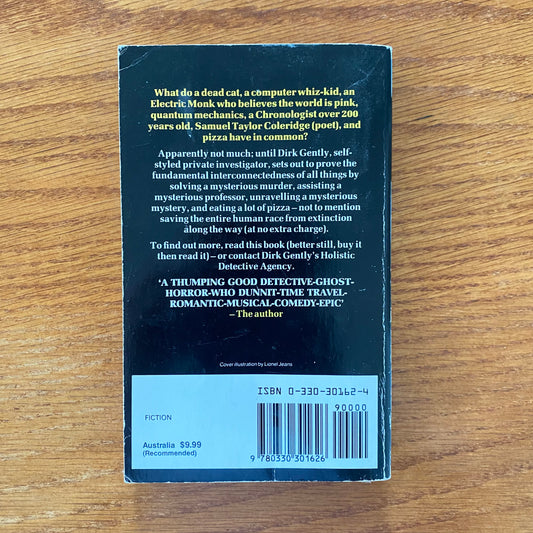 What do a dead cat, a computer whiz-kid, an
Electric Monk who believes the world is pink,
quantum mechanics, a Chronologist over 200
years old, Samuel Taylor Coleridge (poet), and
pizza have in common?
Apparently not much; until Dirk Gently, self-
styled private investigator, sets out to prove the
fundamental interconnectedness of all things by
solving a mysterious murder, assisting a
mysterious professor, unravelling a mysterious
mystery, and eating a lot of pizza – not to mention
saving the entire human race from extinction
along the way (at no extra charge).
To find out more, read this book (better still, buy it
then read it) – or contact Dirk Gently's Holistic
Detective Agency.
'A THUMPING GOOD DETECTIVE-GHOST-
HORROR-WHO DUNNIT-TIME TRAVEL-
ROMANTIC-MUSICAL-COMEDY-EPIC'
– The author
Cover illustration by Lionel Jeans
ISBN 0-330-30162-4
90000
FICTION
Australia $9.99
(Recommended)
9 780330 301626